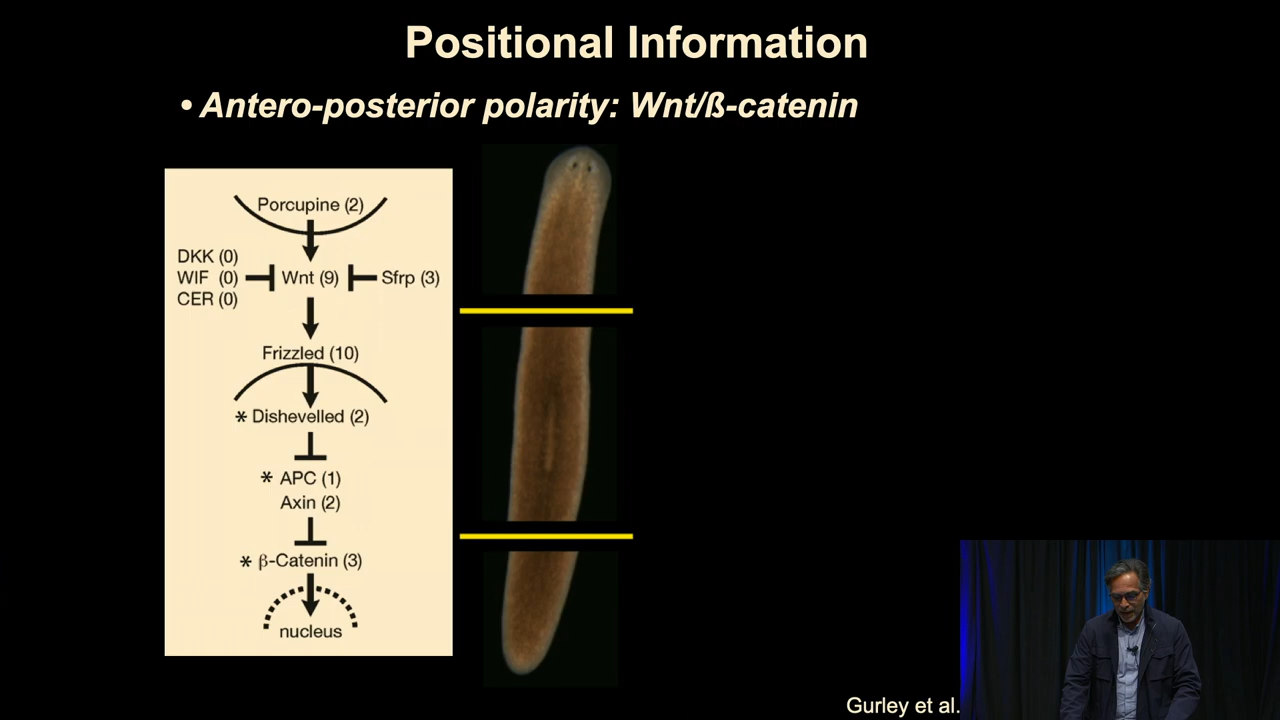 Positional Information
• Antero-posterior polarity: Wnt/ß-catenin
Porcupine (2)
DKK (0)
WIF (0)
CER (0)
Wnt (9)
Sfrp (3)
Frizzled (10)
* Dishevelled (2)
* APC (1)
Axin (2)
* β-Catenin (3)
nucleus
Gurley et al.